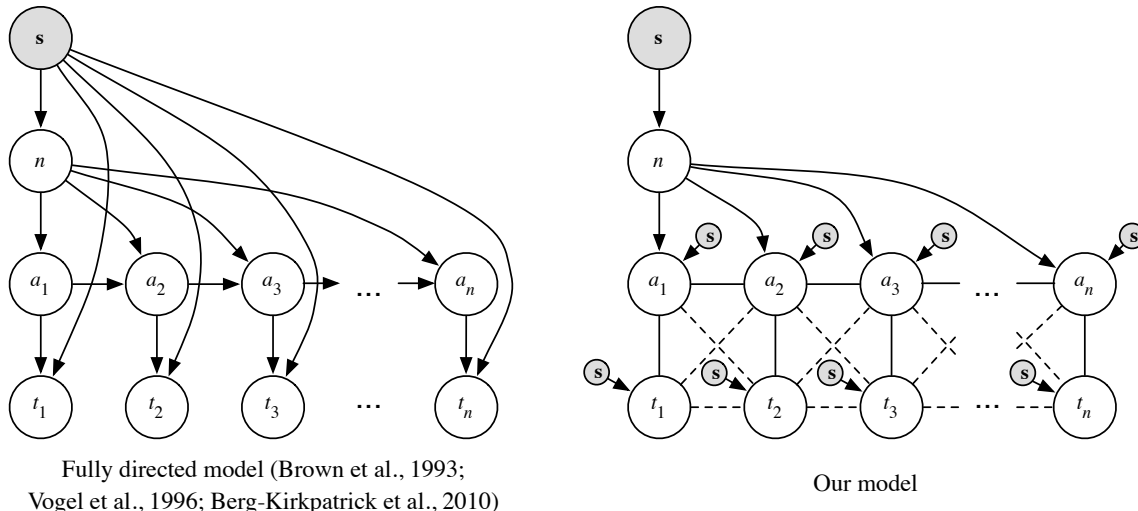 s
n
a1 a2 a3 ... an
t1 t2 t3 ... tn
Fully directed model (Brown et al., 1993;
Vogel et al., 1996; Berg-Kirkpatrick et al., 2010)
s
n
s s s s
a1 a2 a3 ... an
s s s s
t1 t2 t3 ... tn
Our model